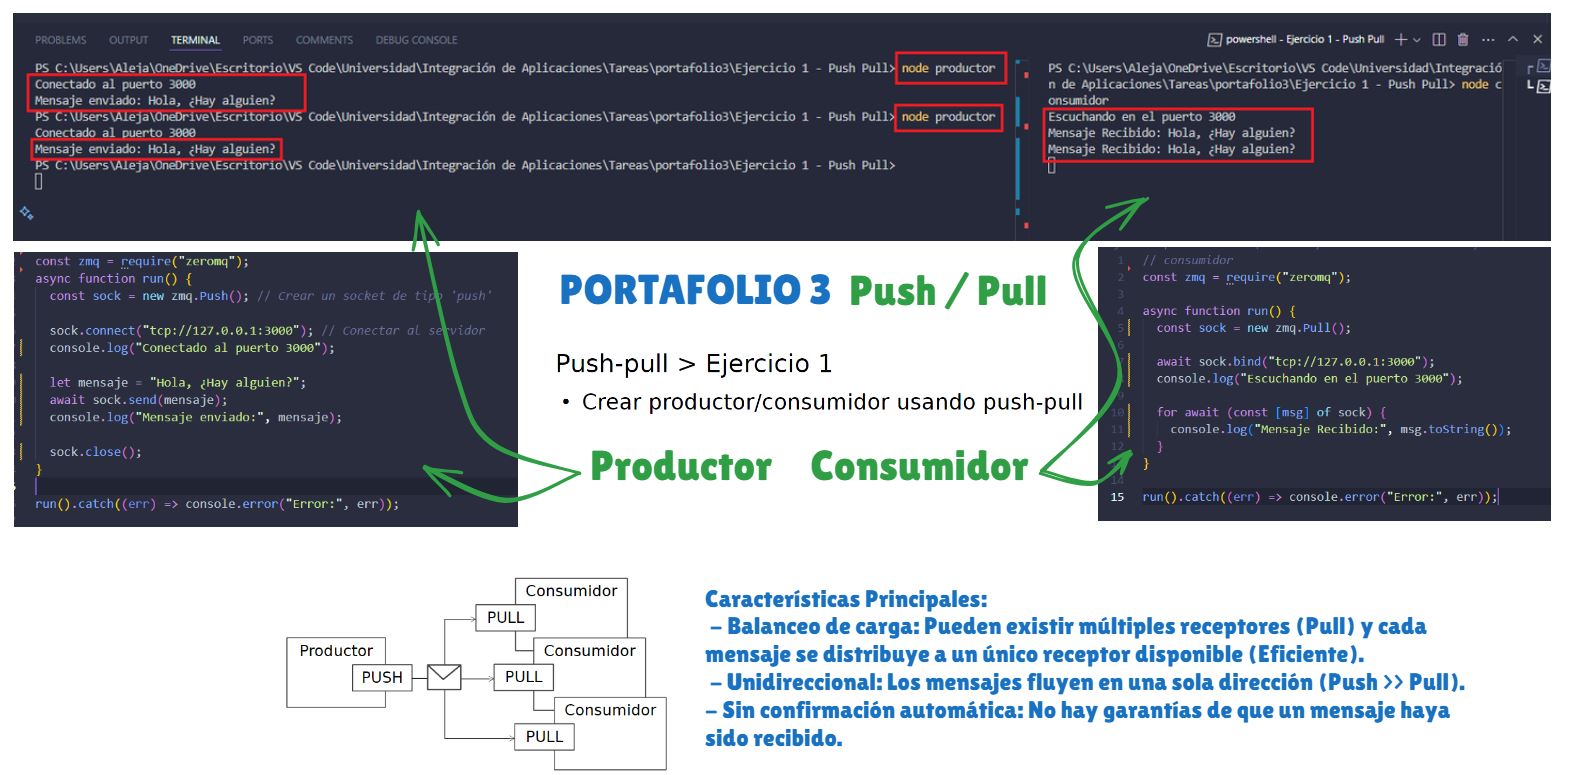 PROBLEMS OUTPUT TERMINAL PORTS COMMENTS DEBUG CONSOLE
powershell - Ejercicio 1 - Push Pull
PS C:\Users\Aleja\OneDrive\Escritorio\VS Code\Universidad\Integración de Aplicaciones\Tareas\portafolio3\Ejercicio 1 - Push Pull> node productor
Conectado al puerto 3000
Mensaje enviado: Hola, ¿Hay alguien?
PS C:\Users\Aleja\OneDrive\Escritorio\VS Code\Universidad\Integración de Aplicaciones\Tareas\portafolio3\Ejercicio 1 - Push Pull> node productor
Conectado al puerto 3000
Mensaje enviado: Hola, ¿Hay alguien?
PS C:\Users\Aleja\OneDrive\Escritorio\VS Code\Universidad\Integración de Aplicaciones\Tareas\portafolio3\Ejercicio 1 - Push Pull>
PS C:\Users\Aleja\OneDrive\Escritorio\VS Code\Universidad\Integració
n de Aplicaciones\Tareas\portafolio3\Ejercicio 1 - Push Pull> node c
onsumidor
Escuchando en el puerto 3000
Mensaje Recibido: Hola, ¿Hay alguien?
Mensaje Recibido: Hola, ¿Hay alguien?
const zmq = require("zeromq");
async function run() {
const sock = new zmq.Push(); // Crear un socket de tipo 'push'
sock.connect("tcp://127.0.0.1:3000"); // Conectar al servidor
console.log("Conectado al puerto 3000");
let mensaje = "Hola, ¿Hay alguien?";
await sock.send(mensaje);
console.log("Mensaje enviado:", mensaje);
sock.close();
}
run().catch((err) => console.error("Error:", err));
PORTAFOLIO 3 Push / Pull
Push-pull > Ejercicio 1
• Crear productor/consumidor usando push-pull
Productor Consumidor
1 // consumidor
2 const zmq = require("zeromq");
3
4 async function run() {
5 const sock = new zmq.Pull();
6
7 await sock.bind("tcp://127.0.0.1:3000");
8 console.log("Escuchando en el puerto 3000");
9
10 for await (const [msg] of sock) {
11 console.log("Mensaje Recibido:", msg.toString());
12 }
13 }
14
15 run().catch((err) => console.error("Error:", err));
Productor
PUSH
Consumidor
PULL
Consumidor
PULL
Consumidor
PULL
Características Principales:
- Balanceo de carga: Pueden existir múltiples receptores (Pull) y cada
mensaje se distribuye a un único receptor disponible (Eficiente).
- Unidireccional: Los mensajes fluyen en una sola dirección (Push >> Pull).
- Sin confirmación automática: No hay garantías de que un mensaje haya
sido recibido.